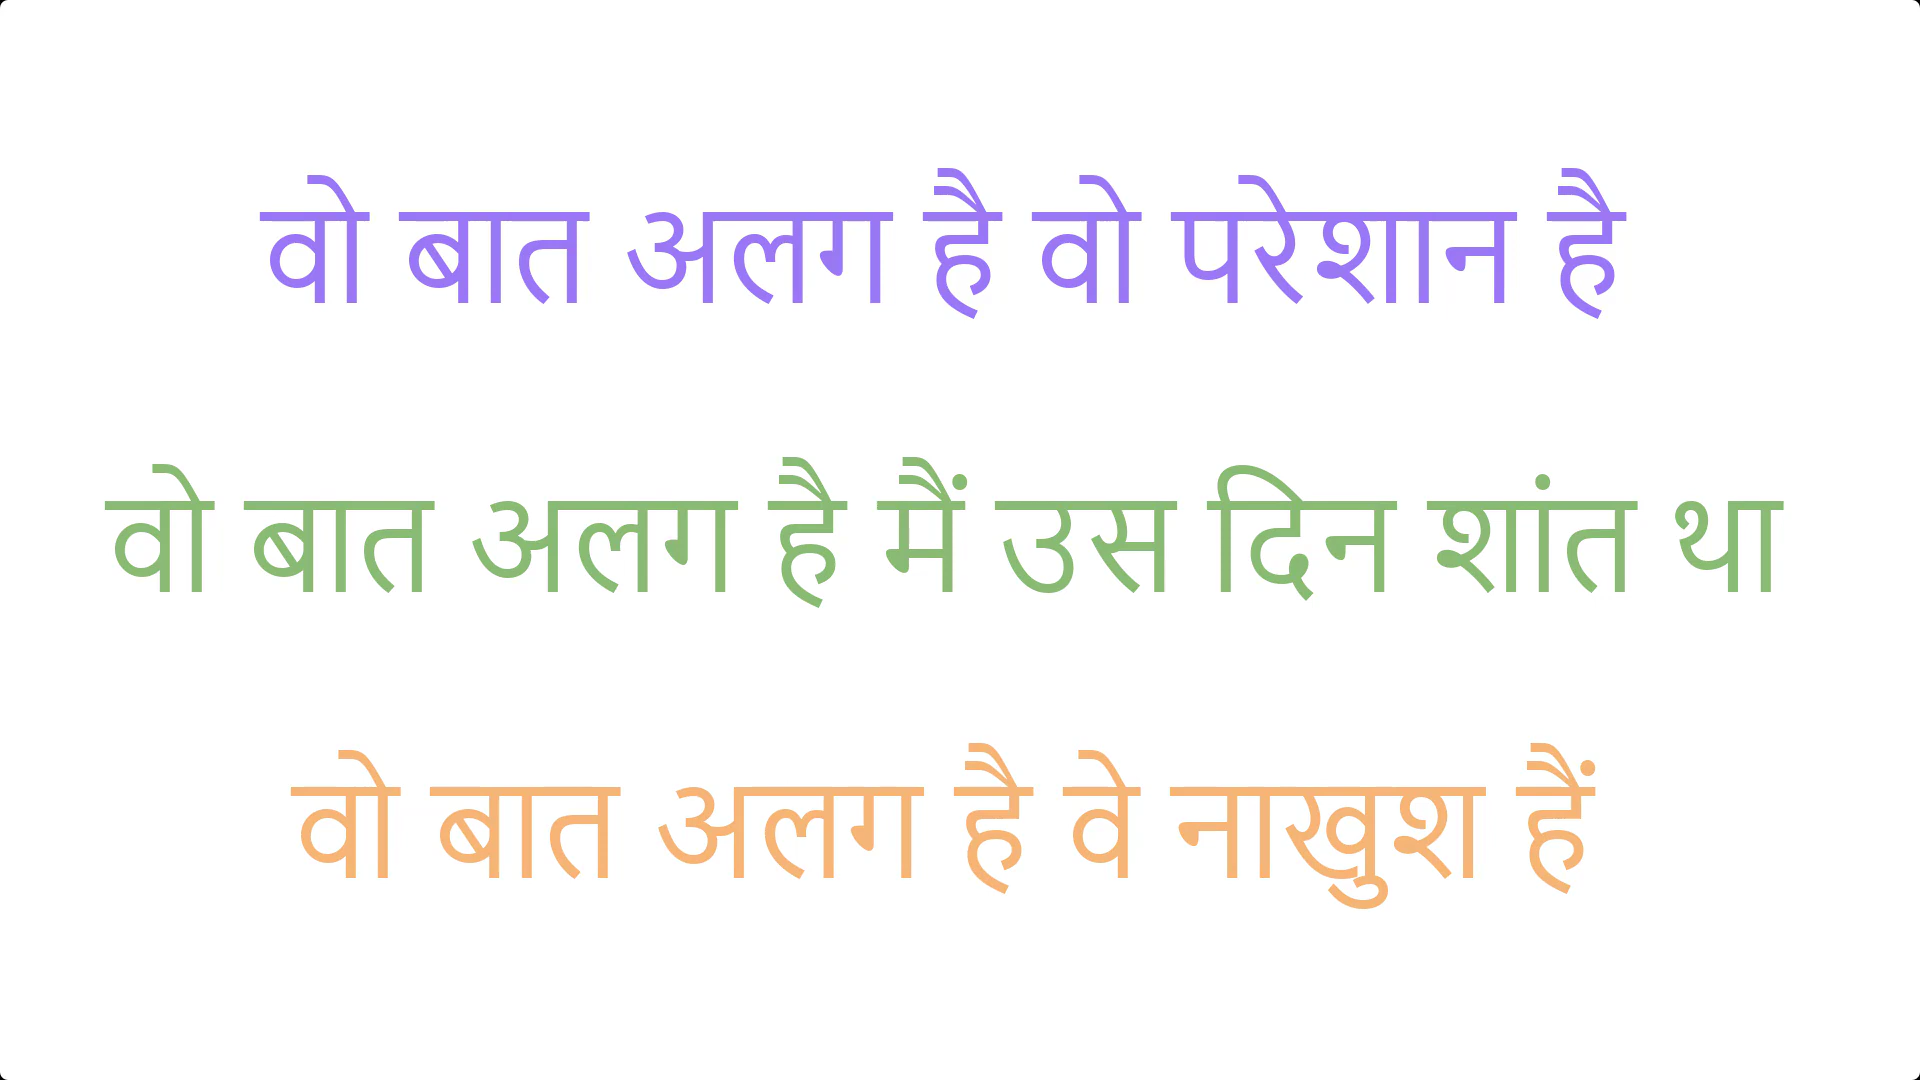 वो बात अलग है वो परेशान है
वो बात अलग है मैं उस दिन शांत था
वो बात अलग है वे नाखुश हैं